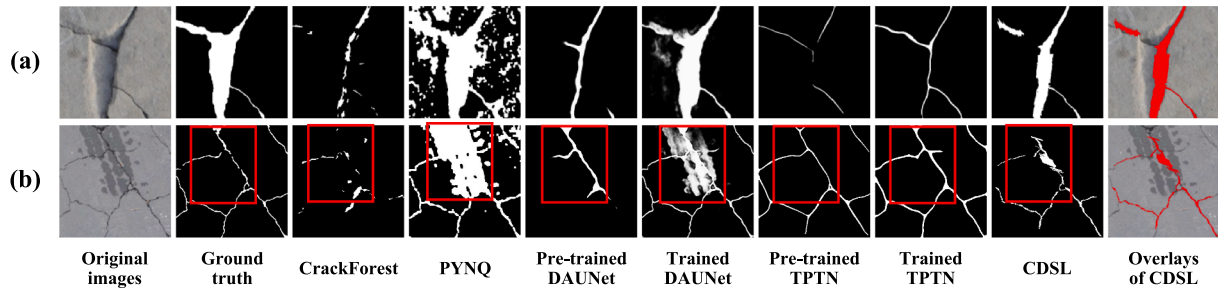 (a)
(b)
Original images
Ground truth
CrackForest
PYNQ
Pre-trained DAUNet
Trained DAUNet
Pre-trained TPTN
Trained TPTN
CDSL
Overlays of CDSL